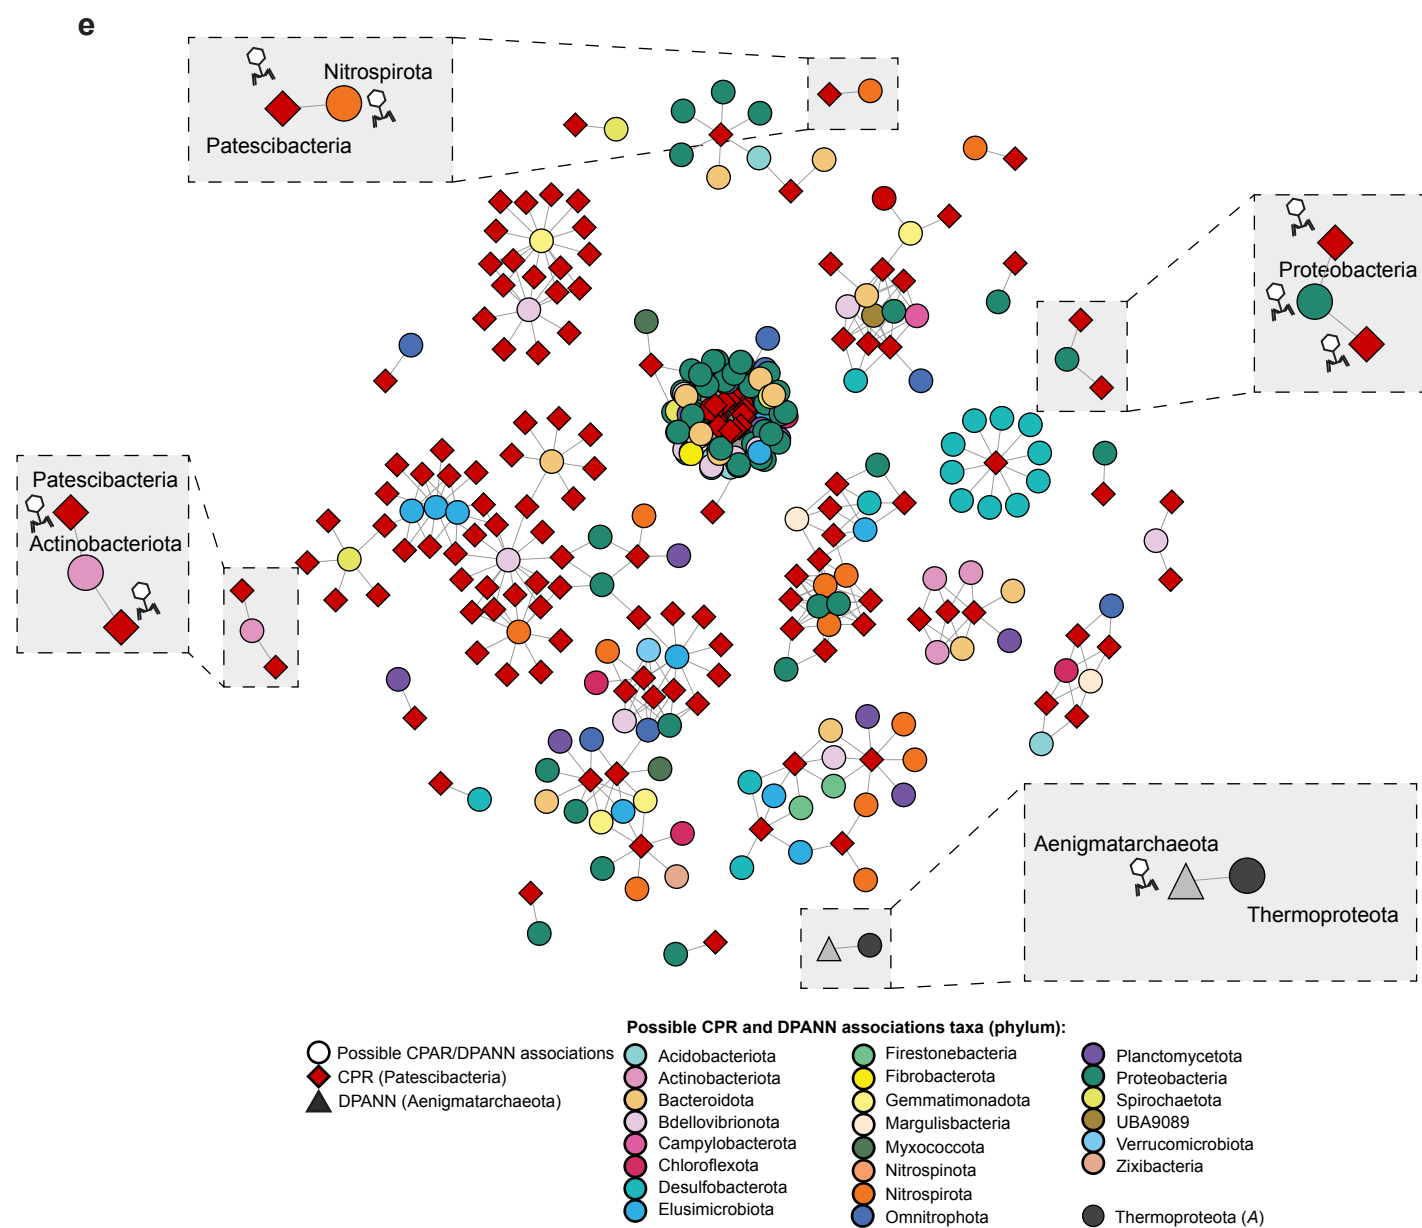 e
Nitrospirota
Patescibacteria
Proteobacteria
Patescibacteria
Actinobacteriota
Aenigmatarchaeota
Thermoproteota
Possible CPR and DPANN associations taxa (phylum):
Possible CPAR/DPANN associations
CPR (Patescibacteria)
DPANN (Aenigmatarchaeota)
Acidobacteriota
Actinobacteriota
Bacteroidota
Bdellovibrionota
Campylobacterota
Chloroflexota
Desulfobacterota
Elusimicrobiota
Firestonebacteria
Fibrobacterota
Gemmatimonadota
Margulisbacteria
Myxococcota
Nitrospinota
Nitrospirota
Omnitrophota
Planctomycetota
Proteobacteria
Spirochaetota
UBA9089
Verrucomicrobiota
Zixibacteria
Thermoproteota (A)